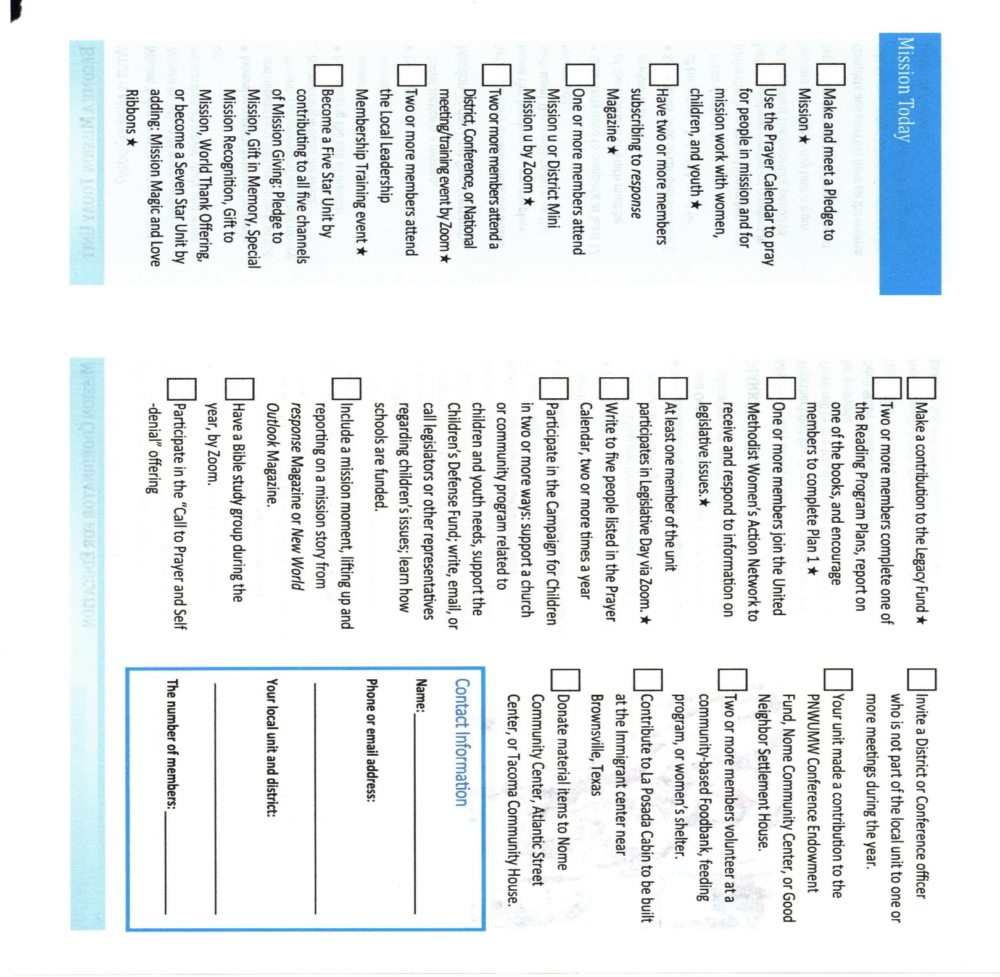 Mission Today
Make and meet a Pledge to
Mission ★
Use the Prayer Calendar to pray
for people in mission and for
mission work with women,
children, and youth ★
Have two or more members
subscribing to response
Magazine ★
One or more members attend
Mission u or District Mini
Mission u by Zoom ★
Two or more members attend a
District, Conference, or National
meeting/training event by Zoom ★
Two or more members attend
the Local Leadership
Membership Training event ★
Become a Five Star Unit by
contributing to all five channels
of Mission Giving: Pledge to
Mission, Gift in Memory, Special
Mission Recognition, Gift to
Mission, World Thank Offering,
or become a Seven Star Unit by
adding: Mission Magic and Love
Ribbons ★
Make a contribution to the Legacy Fund ★
Two or more members complete one of
the Reading Program Plans, report on
one of the books, and encourage
members to complete Plan 1 ★
One or more members join the United
Methodist Women's Action Network to
receive and respond to information on
legislative issues.★
At least one member of the unit
participates in Legislative Day via Zoom. ★
Write to five people listed in the Prayer
Calendar, two or more times a year
Participate in the Campaign for Children
in two or more ways: support a church
or community program related to
children and youth needs, support the
Children's Defense Fund; write, email, or
call legislators or other representatives
regarding children's issues; learn how
schools are funded.
Include a mission moment, lifting up and
reporting on a mission story from
response Magazine or New World
Outlook Magazine.
Have a Bible study group during the
year, by Zoom.
Participate in the "Call to Prayer and Self
-denial" offering
Invite a District or Conference officer
who is not part of the local unit to one or
more meetings during the year.
Your unit made a contribution to the
PNWUMW Conference Endowment
Fund, Nome Community Center, or Good
Neighbor Settlement House.
Two or more members volunteer at a
community-based Foodbank, feeding
program, or women's shelter.
Contribute to La Posada Cabin to be built
at the Immigrant center near
Brownsville, Texas
Donate material items to Nome
Community Center, Atlantic Street
Center, or Tacoma Community House.
Contact Information
Name:
Phone or email address:
Your local unit and district:
The number of members:
BECOME A MISSION TODAY UNIT
MISSION COORDINATOR FOR EDUCATION